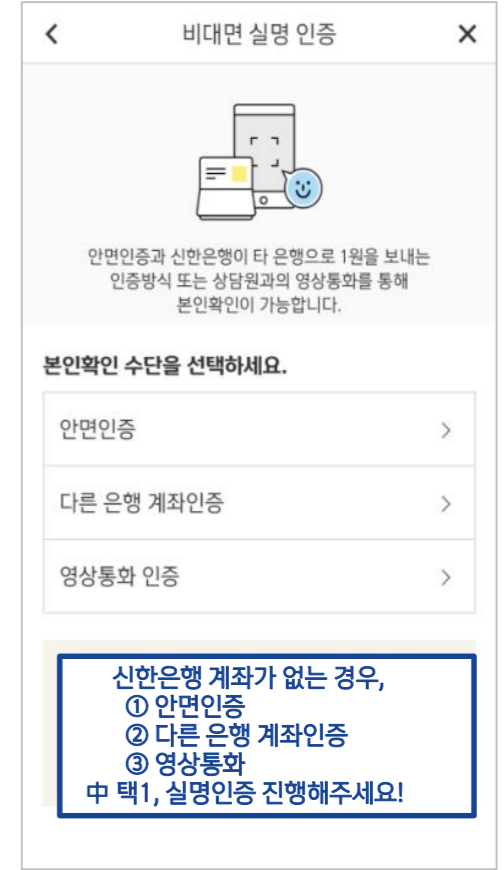 비대면 실명 인증
안면인증과 신한은행이 타 은행으로 1원을 보내는
인증방식 또는 상담원과의 영상통화를 통해
본인확인이 가능합니다.
본인확인 수단을 선택하세요.
안면인증
다른 은행 계좌인증
영상통화 인증
신한은행 계좌가 없는 경우,
① 안면인증
② 다른 은행 계좌인증
③ 영상통화
中 택1, 실명인증 진행해주세요!